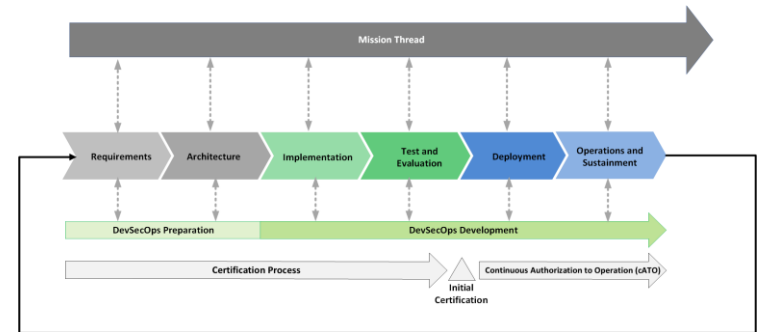 Mission Thread
Requirements
Architecture
Implementation
Test and
Evaluation
Deployment
Operations and
Sustainment
DevSecOps Preparation
DevSecOps Development
Certification Process
Initial
Certification
Continuous Authorization to Operation (cATO)